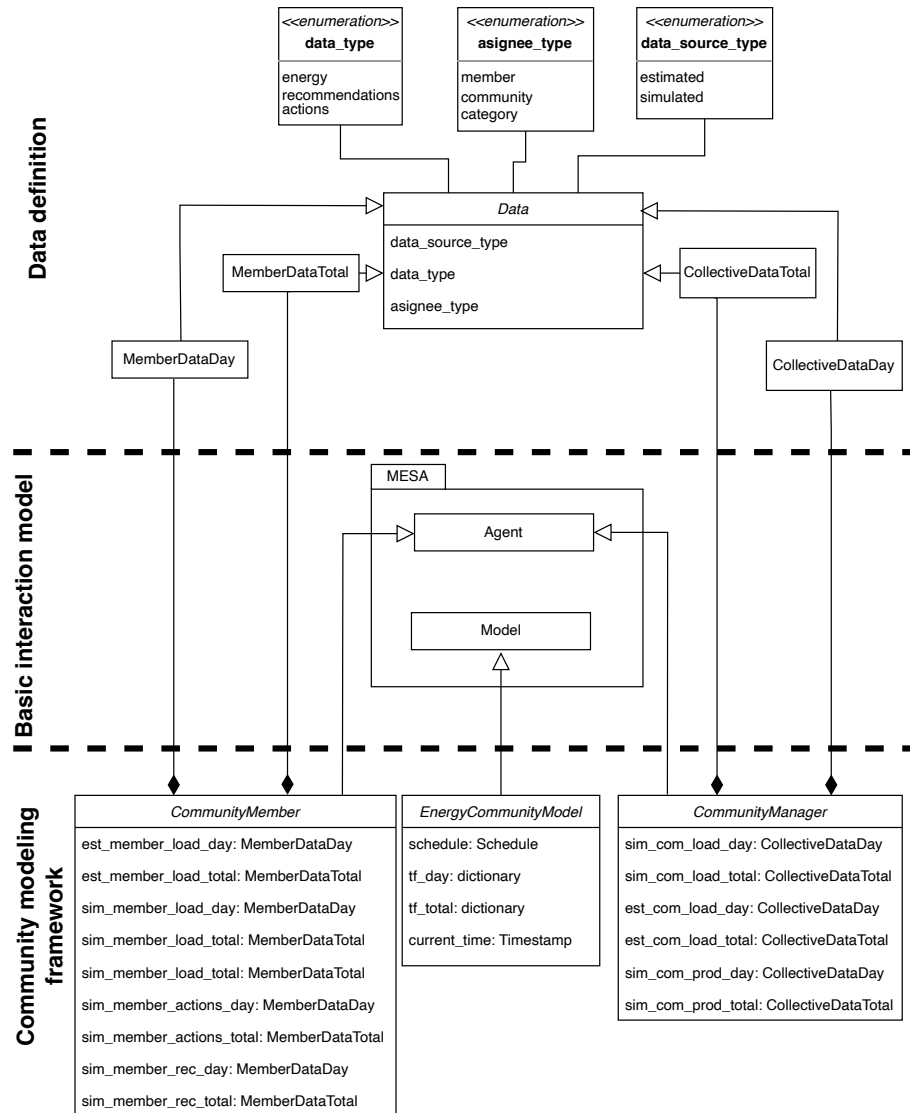 <<enumeration>>
data_type
energy
recommendations
actions
<<enumeration>>
asignee_type
member
community
category
<<enumeration>>
data_source_type
estimated
simulated
Data definition
Data
data_source_type
data_type
asignee_type
MemberDataTotal
CollectiveDataTotal
MemberDataDay
CollectiveDataDay
Basic interaction model
MESA
Agent
Model
Community modeling
framework
CommunityMember
est_member_load_day: MemberDataDay
est_member_load_total: MemberDataTotal
sim_member_load_day: MemberDataDay
sim_member_load_total: MemberDataTotal
sim_member_load_total: MemberDataTotal
sim_member_actions_day: MemberDataDay
sim_member_actions_total: MemberDataTotal
sim_member_rec_day: MemberDataDay
sim_member_rec_total: MemberDataTotal
EnergyCommunityModel
schedule: Schedule
tf_day: dictionary
tf_total: dictionary
current_time: Timestamp
CommunityManager
sim_com_load_day: CollectiveDataDay
sim_com_load_total: CollectiveDataTotal
est_com_load_day: CollectiveDataDay
est_com_load_total: CollectiveDataTotal
sim_com_prod_day: CollectiveDataDay
sim_com_prod_total: CollectiveDataTotal